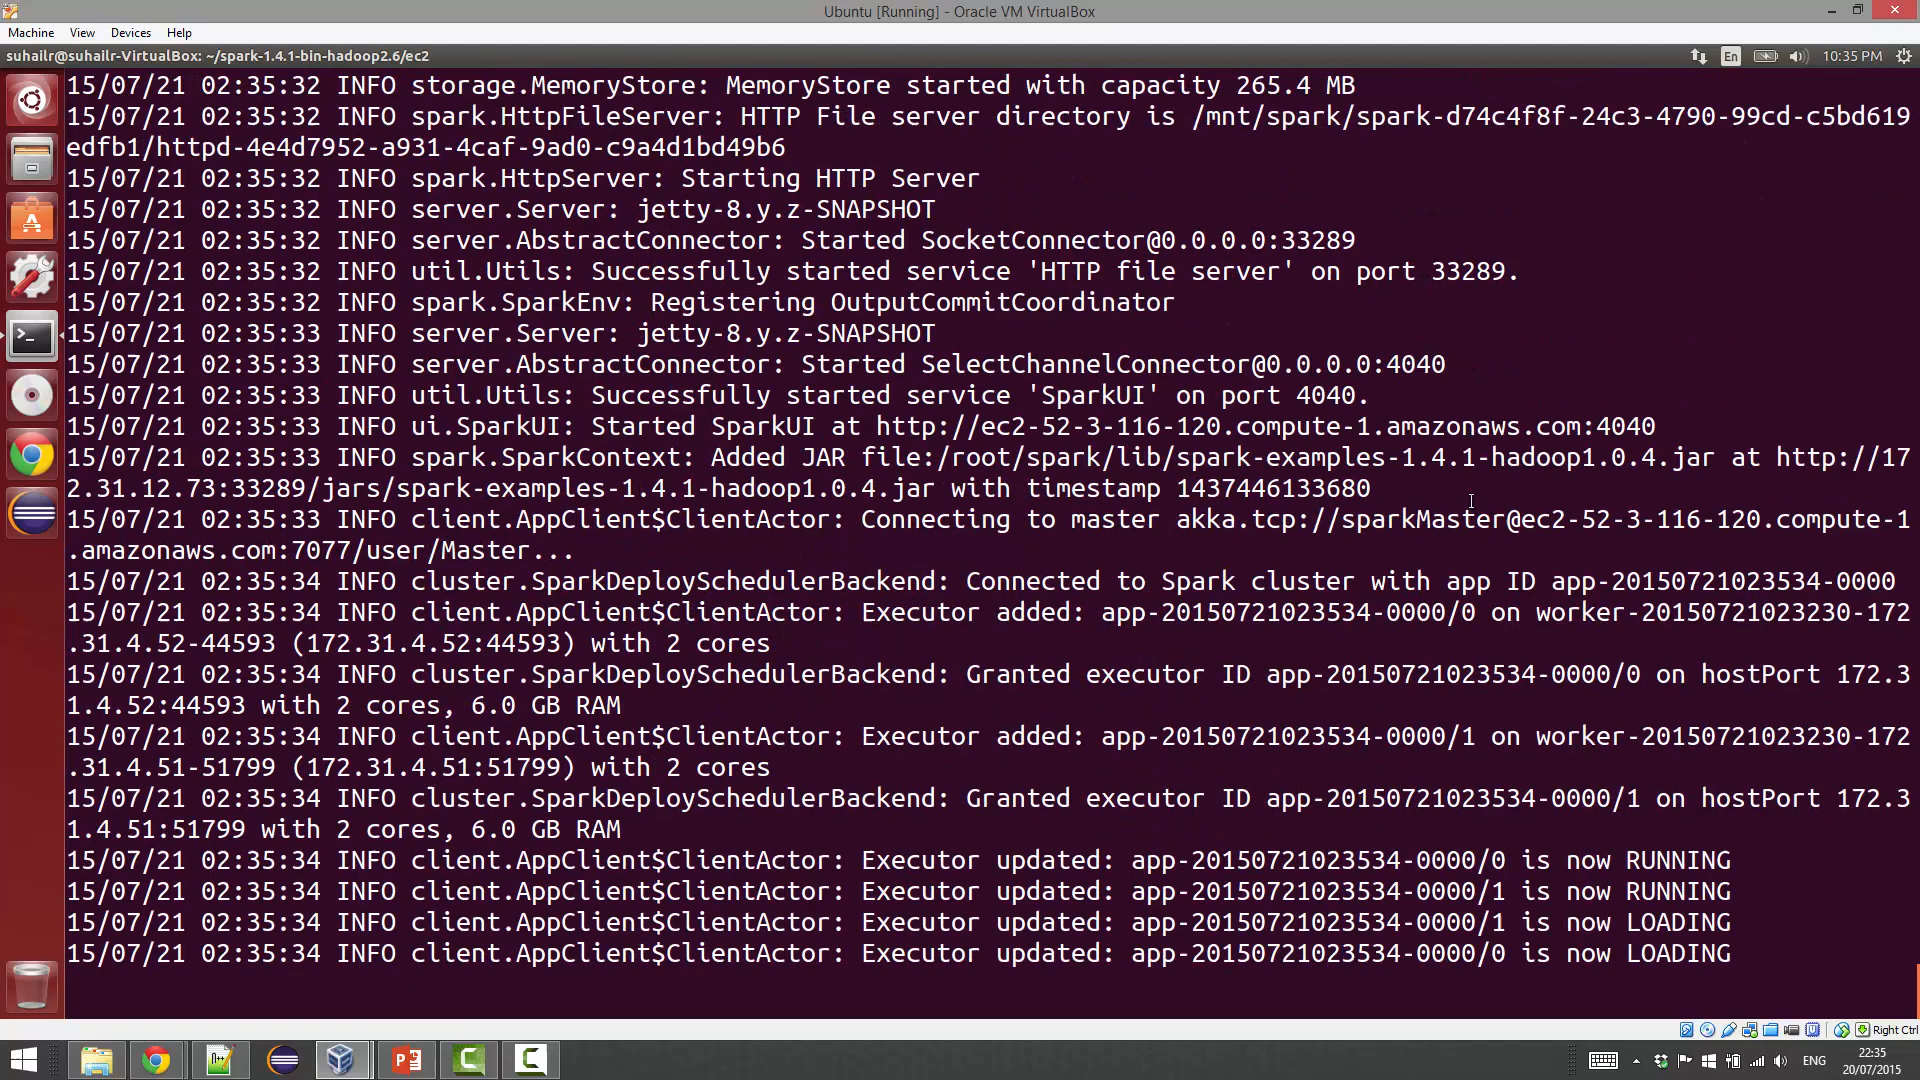 Ubuntu [Running] - Oracle VM VirtualBox
Machine View Devices Help
suhailr@suhailr-VirtualBox: ~/spark-1.4.1-bin-hadoop2.6/ec2
En
10:35 PM
15/07/21 02:35:32 INFO storage.MemoryStore: MemoryStore started with capacity 265.4 MB
15/07/21 02:35:32 INFO spark.HttpFileServer: HTTP File server directory is /mnt/spark/spark-d74c4f8f-24c3-4790-99cd-c5bd619
edfb1/httpd-4e4d7952-a931-4caf-9ad0-c9a4d1bd49b6
15/07/21 02:35:32 INFO spark.HttpServer: Starting HTTP Server
15/07/21 02:35:32 INFO server.Server: jetty-8.y.z-SNAPSHOT
15/07/21 02:35:32 INFO server.AbstractConnector: Started SocketConnector@0.0.0.0:33289
15/07/21 02:35:32 INFO util.Utils: Successfully started service 'HTTP file server' on port 33289.
15/07/21 02:35:32 INFO spark.SparkEnv: Registering OutputCommitCoordinator
15/07/21 02:35:33 INFO server.Server: jetty-8.y.z-SNAPSHOT
15/07/21 02:35:33 INFO server.AbstractConnector: Started SelectChannelConnector@0.0.0.0:4040
15/07/21 02:35:33 INFO util.Utils: Successfully started service 'SparkUI' on port 4040.
15/07/21 02:35:33 INFO ui.SparkUI: Started SparkUI at http://ec2-52-3-116-120.compute-1.amazonaws.com:4040
15/07/21 02:35:33 INFO spark.SparkContext: Added JAR file:/root/spark/lib/spark-examples-1.4.1-hadoop1.0.4.jar at http://17
2.31.12.73:33289/jars/spark-examples-1.4.1-hadoop1.0.4.jar with timestamp 1437446133680
15/07/21 02:35:33 INFO client.AppClient$ClientActor: Connecting to master akka.tcp://sparkMaster@ec2-52-3-116-120.compute-1
.amazonaws.com:7077/user/Master...
15/07/21 02:35:34 INFO cluster.SparkDeploySchedulerBackend: Connected to Spark cluster with app ID app-20150721023534-0000
15/07/21 02:35:34 INFO client.AppClient$ClientActor: Executor added: app-20150721023534-0000/0 on worker-20150721023230-172
.31.4.52-44593 (172.31.4.52:44593) with 2 cores
15/07/21 02:35:34 INFO cluster.SparkDeploySchedulerBackend: Granted executor ID app-20150721023534-0000/0 on hostPort 172.3
1.4.52:44593 with 2 cores, 6.0 GB RAM
15/07/21 02:35:34 INFO client.AppClient$ClientActor: Executor added: app-20150721023534-0000/1 on worker-20150721023230-172
.31.4.51-51799 (172.31.4.51:51799) with 2 cores
15/07/21 02:35:34 INFO cluster.SparkDeploySchedulerBackend: Granted executor ID app-20150721023534-0000/1 on hostPort 172.3
1.4.51:51799 with 2 cores, 6.0 GB RAM
15/07/21 02:35:34 INFO client.AppClient$ClientActor: Executor updated: app-20150721023534-0000/0 is now RUNNING
15/07/21 02:35:34 INFO client.AppClient$ClientActor: Executor updated: app-20150721023534-0000/1 is now RUNNING
15/07/21 02:35:34 INFO client.AppClient$ClientActor: Executor updated: app-20150721023534-0000/1 is now LOADING
15/07/21 02:35:34 INFO client.AppClient$ClientActor: Executor updated: app-20150721023534-0000/0 is now LOADING
Right Ctrl
ENG
22:35
20/07/2015